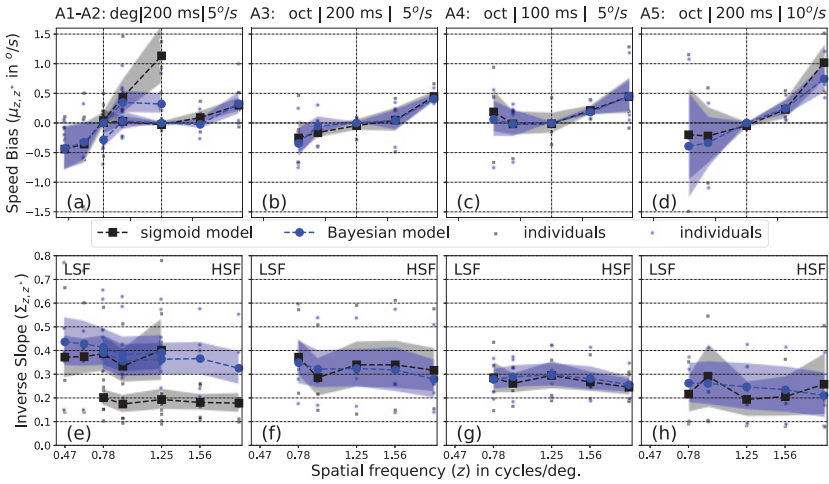 A1-A2: deg|200 ms|5°/s
A3: oct |200 ms| 5°/s
A4: oct |100 ms| 5°/s
A5: oct |200 ms|10°/s
Speed Bias (μz,z* in °/s)
1.5
1.0
0.5
0.0
−0.5
−1.0
−1.5
(a)
(b)
(c)
(d)
sigmoid model
Bayesian model
individuals
individuals
Inverse Slope (Σz,z*)
0.8
0.7
0.6
0.5
0.4
0.3
0.2
0.1
0.0
LSF HSF
LSF HSF
LSF HSF
LSF HSF
(e)
(f)
(g)
(h)
0.47 0.78 1.25 1.56
0.47 0.78 1.25 1.56
0.47 0.78 1.25 1.56
0.47 0.78 1.25 1.56
Spatial frequency (z) in cycles/deg.